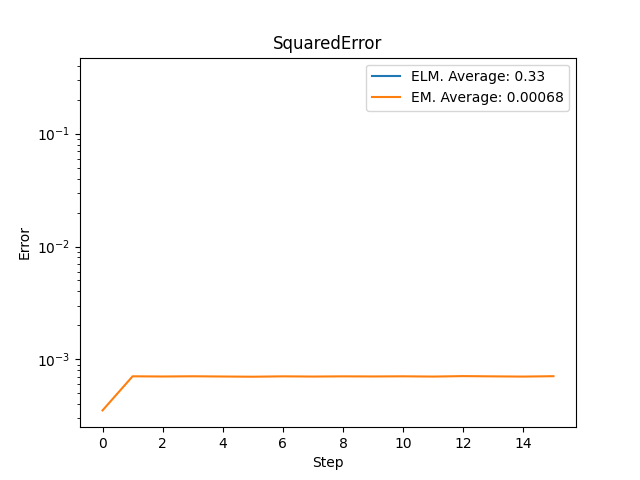 SquaredError
ELM. Average: 0.33
EM. Average: 0.00068
10⁻¹
10⁻²
10⁻³
Error
0 2 4 6 8 10 12 14
Step